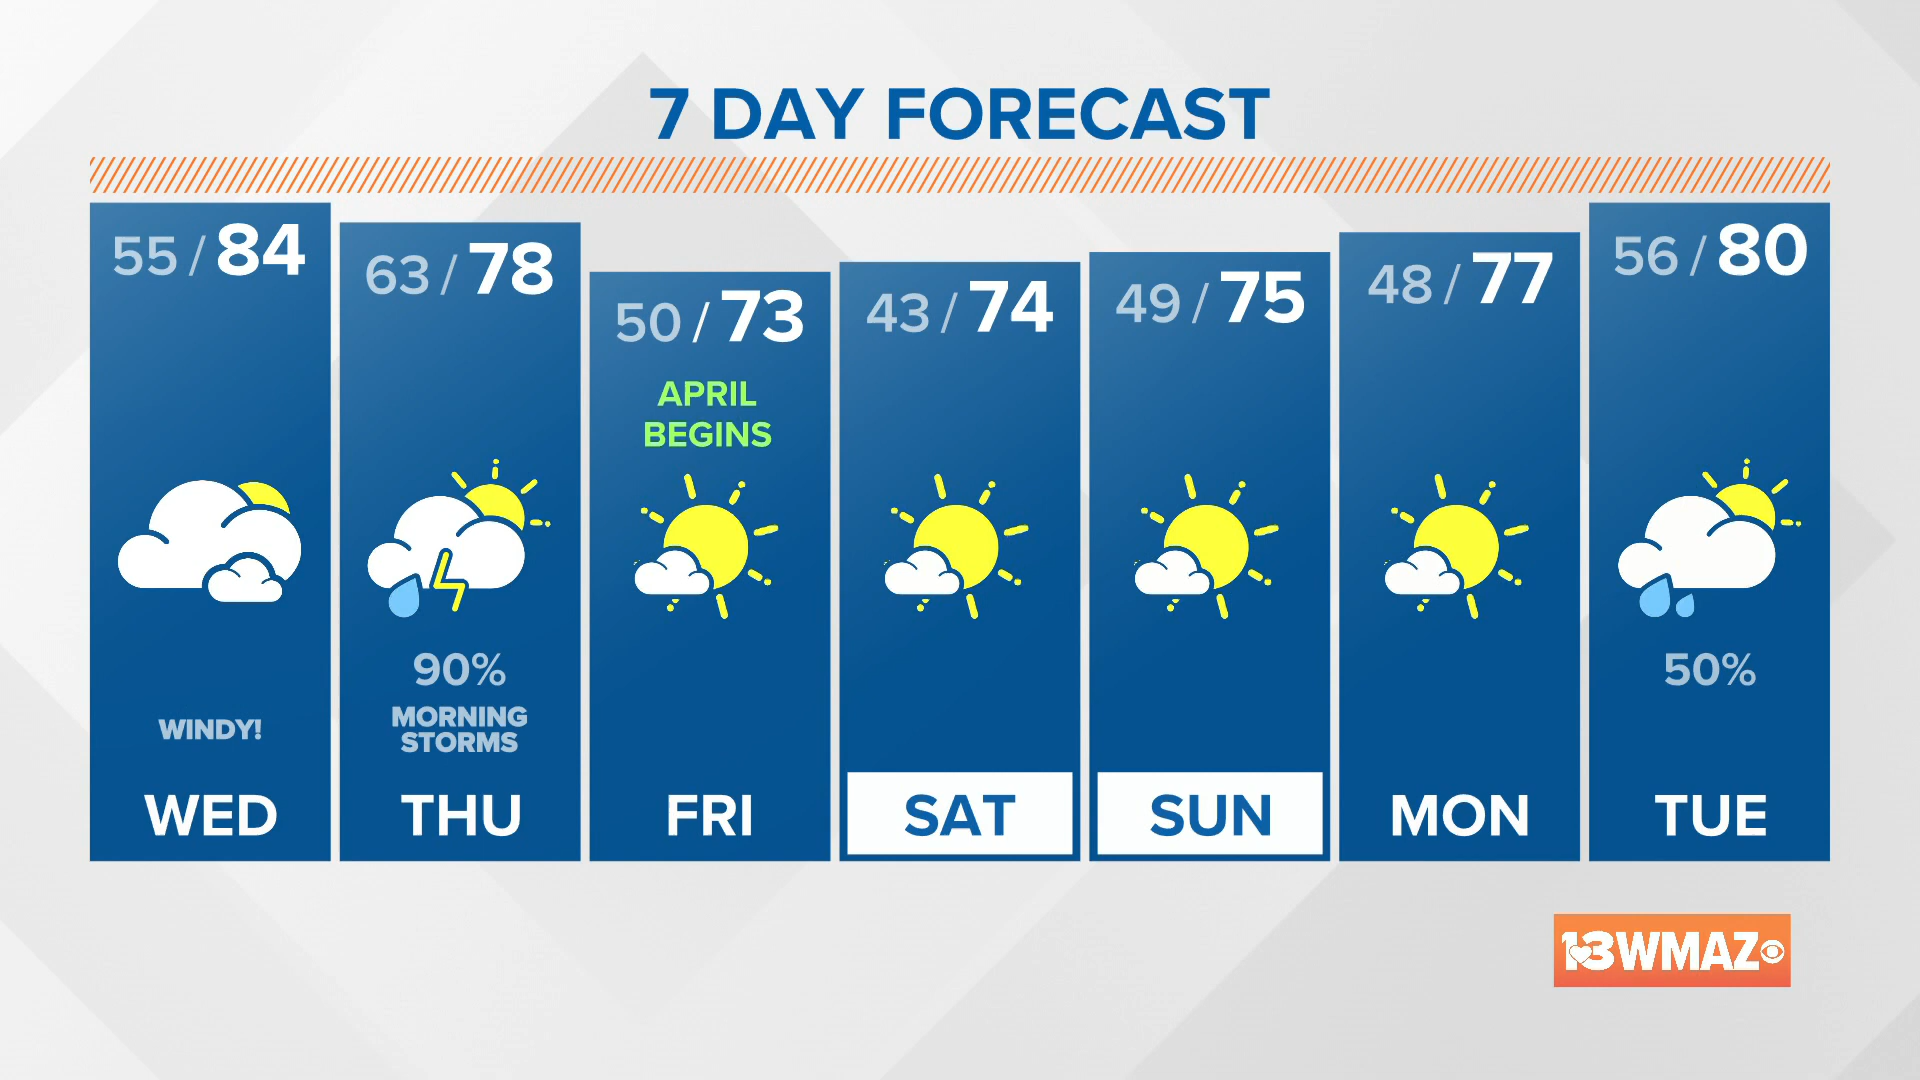 7 DAY FORECAST
55 / 84
WINDY!
WED
63 / 78
90%
MORNING
STORMS
THU
50 / 73
APRIL
BEGINS
FRI
43 / 74
SAT
49 / 75
SUN
48 / 77
MON
56 / 80
50%
TUE
13WMAZ